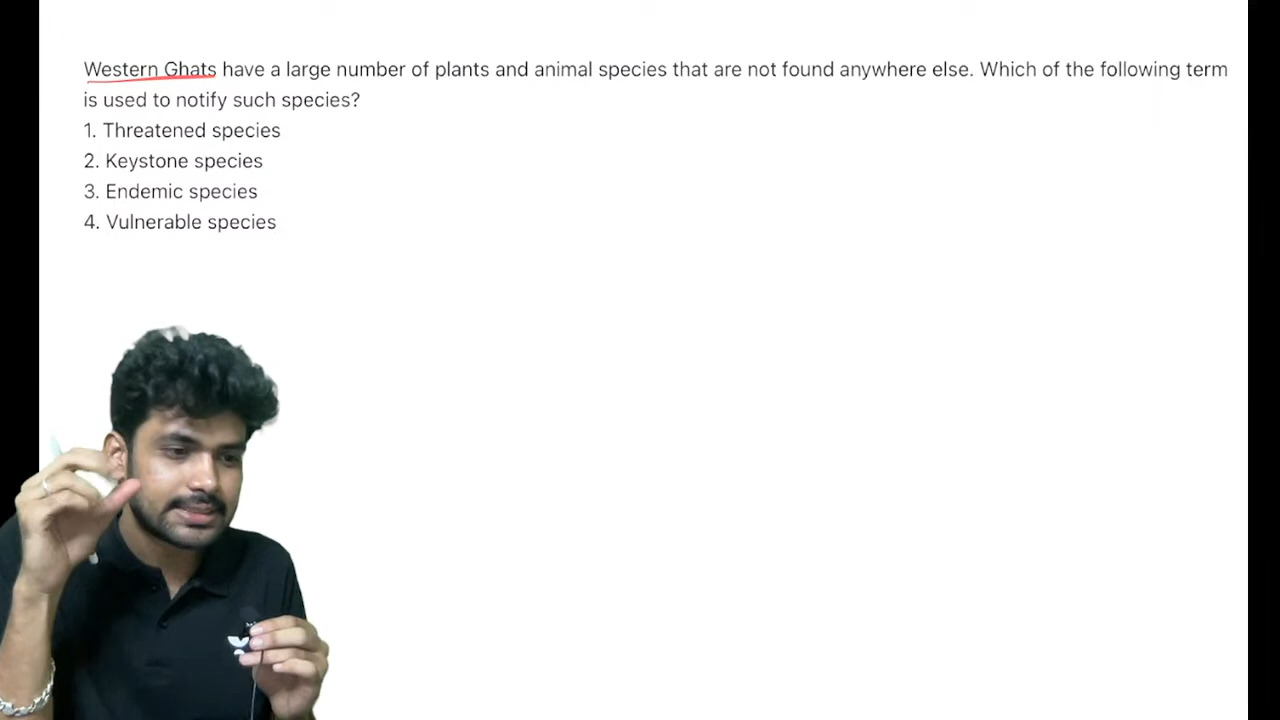 Western Ghats have a large number of plants and animal species that are not found anywhere else. Which of the following term
is used to notify such species?
1. Threatened species
2. Keystone species
3. Endemic species
4. Vulnerable species